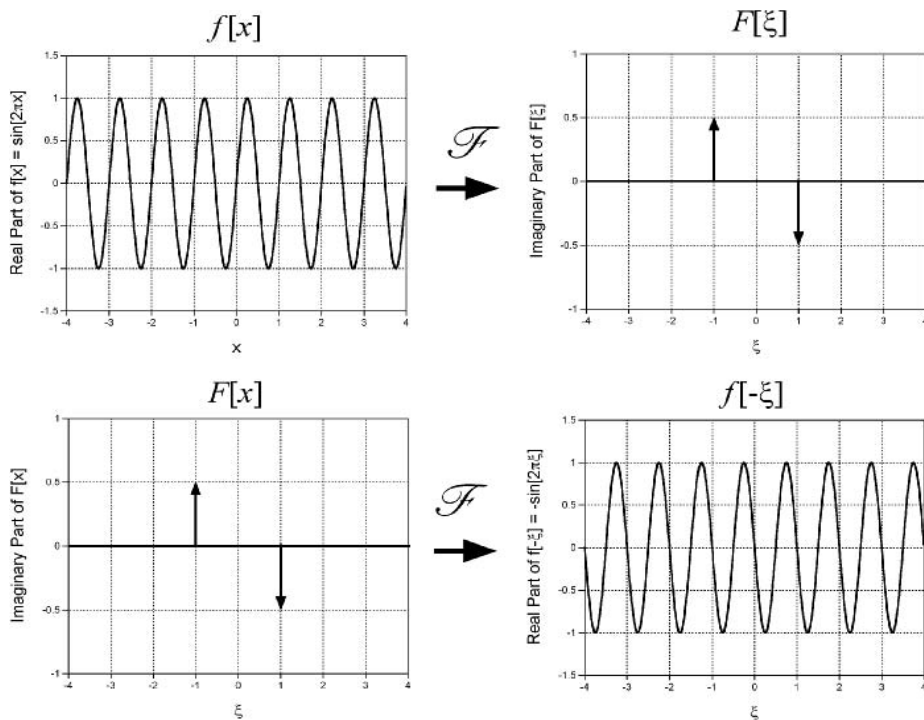 f[x]
F[ξ]
Real Part of f[x] = sin[2πx]
1.5
1
0.5
0
-0.5
-1
-1.5
-4 -3 -2 -1 0 1 2 3 4
x
ℱ
Imaginary Part of F[ξ]
1
0.5
0
-0.5
-1
-4 -3 -2 -1 0 1 2 3 4
ξ
F[x]
f[-ξ]
Imaginary Part of F[x]
1
0.5
0
-0.5
-1
-4 -3 -2 -1 0 1 2 3 4
ξ
ℱ
Real Part of f[-ξ] = -sin[2πξ]
1.5
1
0.5
0
-0.5
-1
-1.5
-4 -3 -2 -1 0 1 2 3 4
ξ